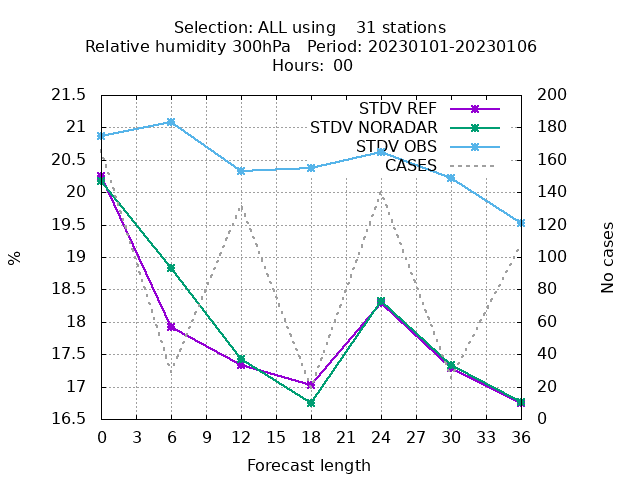 Selection: ALL using    31 stations
Relative humidity 300hPa   Period: 20230101-20230106
Hours:  00
STDV REF
STDV NORADAR
STDV OBS
CASES
21.5
21
20.5
20
19.5
19
18.5
18
17.5
17
16.5
%
200
180
160
140
120
100
80
60
40
20
0
No cases
0 3 6 9 12 15 18 21 24 27 30 33 36
Forecast length